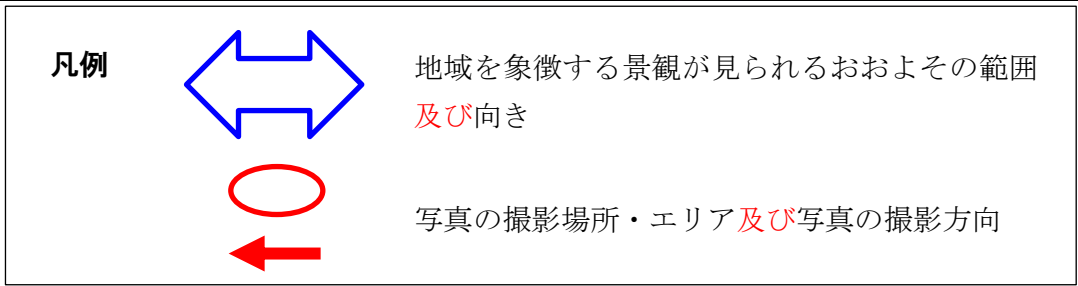 凡例
地域を象徴する景観が見られるおおよその範囲
及び向き
写真の撮影場所・エリア及び写真の撮影方向